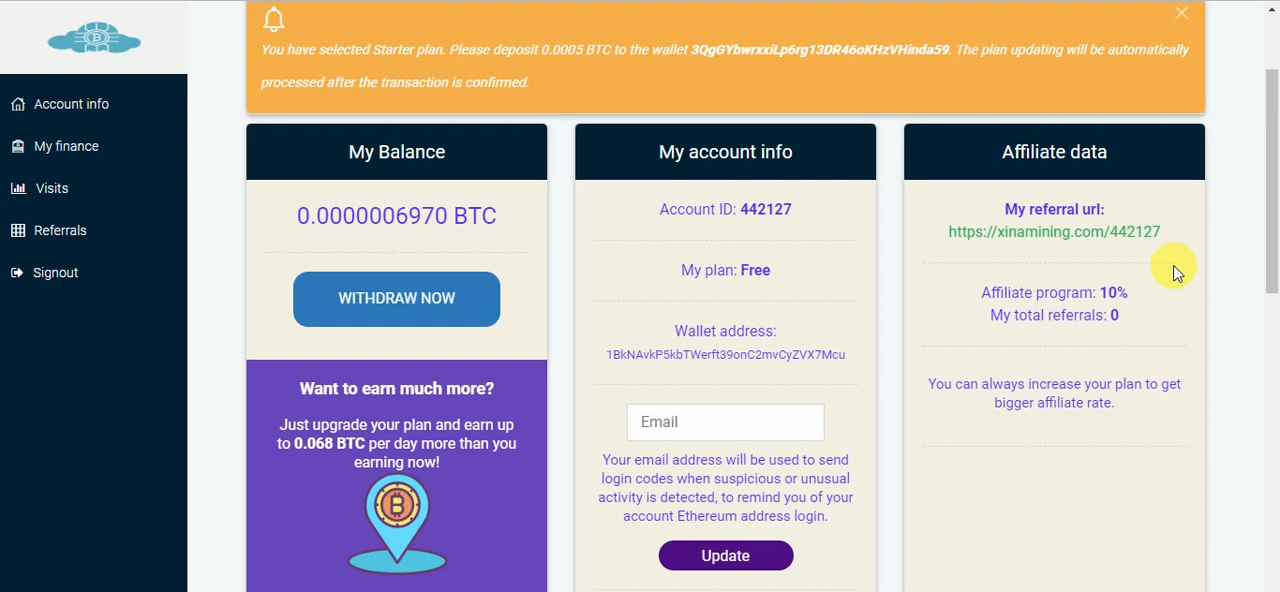 You have selected Starter plan. Please deposit 0.0005 BTC to the wallet 3QgGYbwrxxiLp6rg13DR46oKHzVHinda59. The plan updating will be automatically
processed after the transaction is confirmed.
Account info
My finance
Visits
Referrals
Signout
My Balance
0.0000006970 BTC
WITHDRAW NOW
Want to earn much more?
Just upgrade your plan and earn up
to 0.068 BTC per day more than you
earning now!
My account info
Account ID: 442127
My plan: Free
Wallet address:
1BkNAvkP5kbTWerft39onC2mvCyZVX7Mcu
Email
Your email address will be used to send
login codes when suspicious or unusual
activity is detected, to remind you of your
account Ethereum address login.
Update
Affiliate data
My referral url:
https://xinamining.com/442127
Affiliate program: 10%
My total referrals: 0
You can always increase your plan to get
bigger affiliate rate.